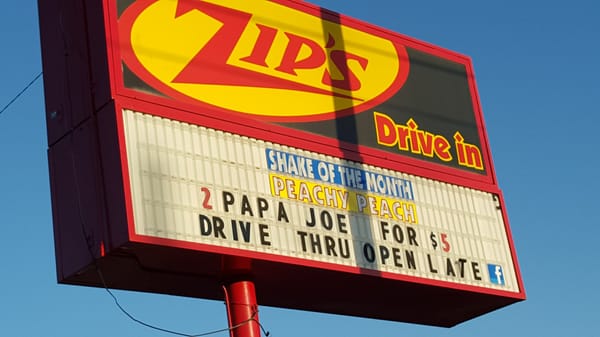 ZIP'S
Drive in
SHAKE OF THE MONTH
PEACHY PEACH
2 PAPA JOE FOR $5
DRIVE THRU OPEN LATE f